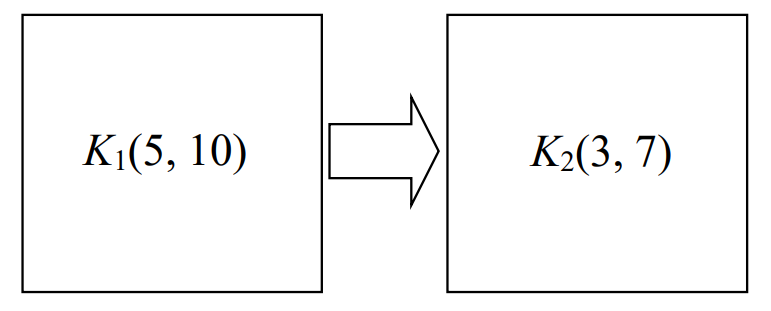 K₁(5, 10)
K₂(3, 7)